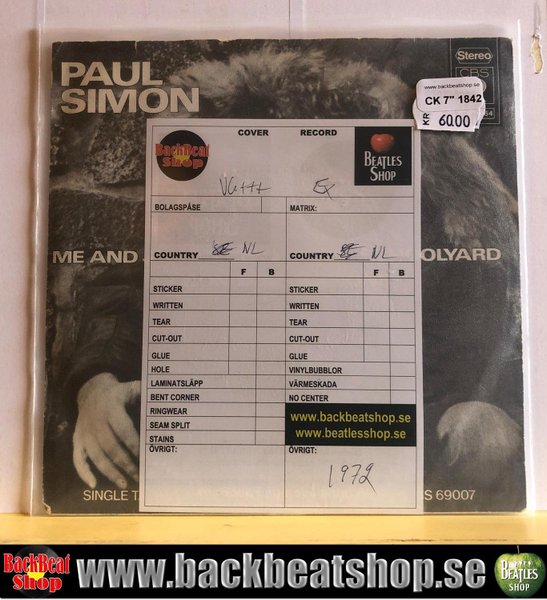 PAUL
SIMON
Stereo
CBS
www.backbeatshop.se
CK 7" 1842
KR 60.00
COVER RECORD
BackBeat
Shop
BEATLES
SHOP
VG+++ EX
BOLAGSPÅSE MATRIX:
ME AND OLYARD
COUNTRY SE NL COUNTRY SE NL
F B F B
STICKER STICKER
WRITTEN WRITTEN
TEAR TEAR
CUT-OUT CUT-OUT
GLUE GLUE
HOLE VINYLBUBBLOR
LAMINATSLÄPP VÄRMESKADA
BENT CORNER NO CENTER
RINGWEAR
SEAM SPLIT
STAINS
www.backbeatshop.se
www.beatlesshop.se
ÖVRIGT: ÖVRIGT:
1972
SINGLE T S 69007
BackBeat
Shop
www.backbeatshop.se
BEATLES
SHOP